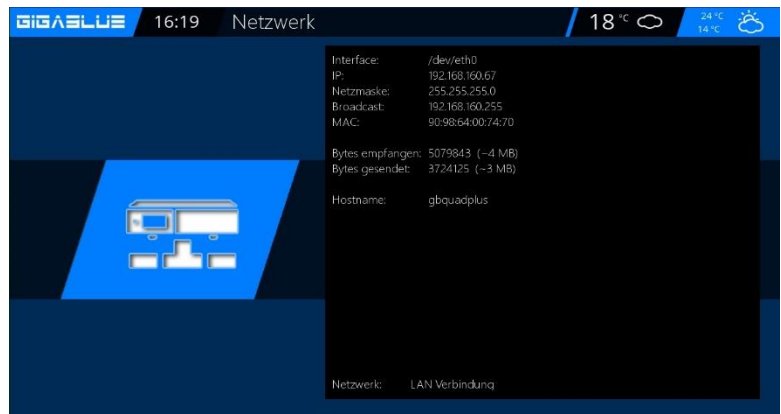 GIGABLUE 16:19 Netzwerk 18 °C 24 °C
14 °C
Interface: /dev/eth0
IP: 192.168.160.67
Netzmaske: 255.255.255.0
Broadcast: 192.168.160.255
MAC: 90:98:64:00:74:70
Bytes empfangen: 5079843 (~4 MB)
Bytes gesendet: 3724125 (~3 MB)
Hostname: gbquadplus
Netzwerk: LAN Verbindung